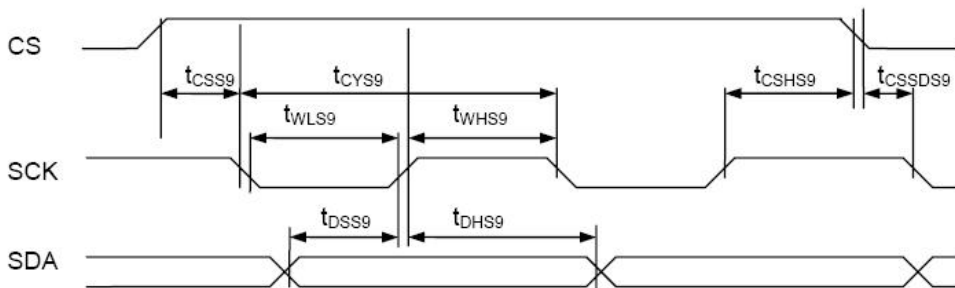 CS
tCSS9 tCYS9 tCSHS9 tCSSDS9
tWLS9 tWHS9
SCK
tDSS9 tDHS9
SDA